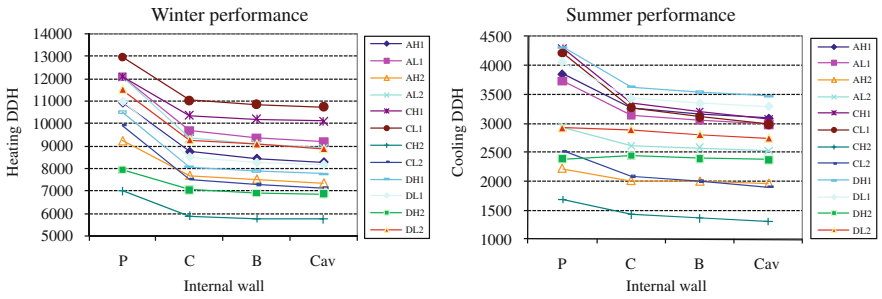 Winter performance
Heating DDH
14000
13000
12000
11000
10000
9000
8000
7000
6000
5000
P C B Cav
Internal wall
AH1
AL1
AH2
AL2
CH1
CL1
CH2
CL2
DH1
DL1
DH2
DL2
Summer performance
Cooling DDH
4500
4000
3500
3000
2500
2000
1500
1000
P C B Cav
Internal wall
AH1
AL1
AH2
AL2
CH1
CL1
CH2
CL2
DH1
DL1
DH2
DL2